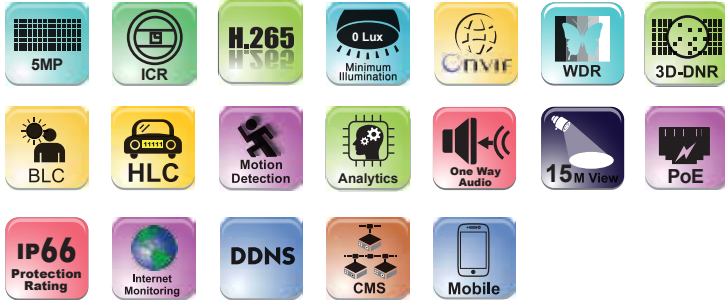 5MP
ICR
H.265
0 Lux
Minimum
Illumination
ONVIF
WDR
3D-DNR
BLC
HLC
11111
Motion
Detection
Analytics
One Way
Audio
15M View
PoE
IP66
Protection
Rating
Internet
Monitoring
DDNS
CMS
Mobile